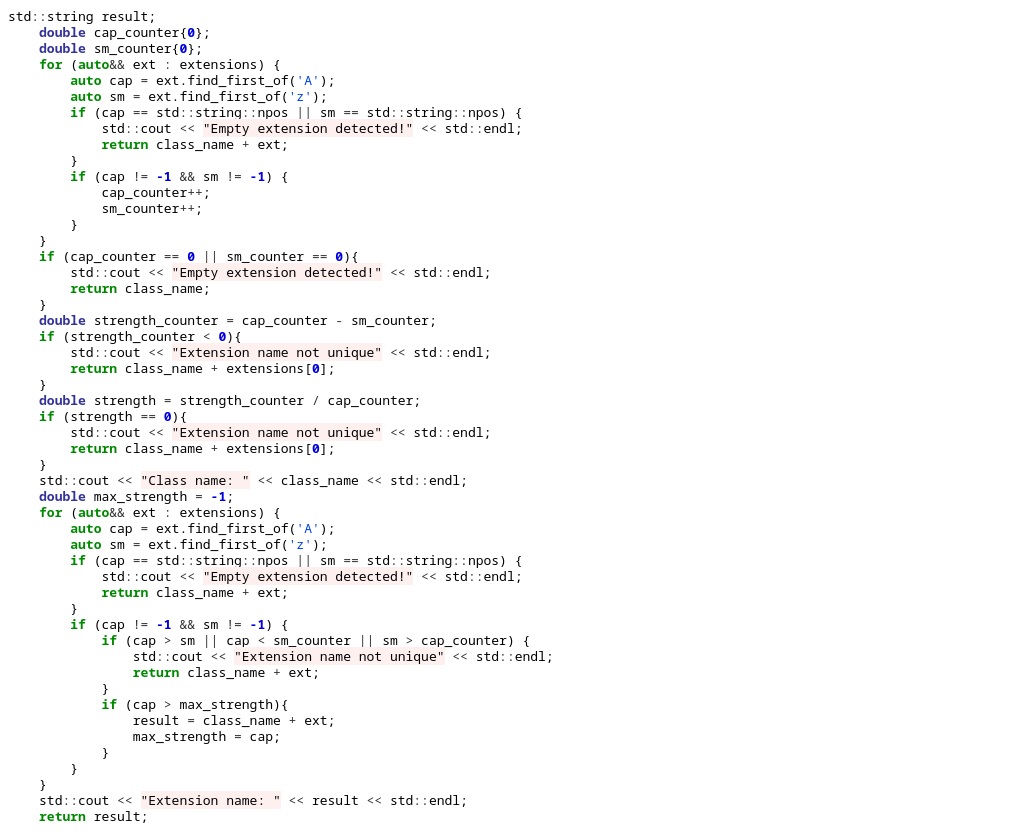 std::string result;
    double cap_counter{0};
    double sm_counter{0};
    for (auto&& ext : extensions) {
        auto cap = ext.find_first_of('A');
        auto sm = ext.find_first_of('z');
        if (cap == std::string::npos || sm == std::string::npos) {
            std::cout << "Empty extension detected!" << std::endl;
            return class_name + ext;
        }
        if (cap != -1 && sm != -1) {
            cap_counter++;
            sm_counter++;
        }
    }
    if (cap_counter == 0 || sm_counter == 0){
        std::cout << "Empty extension detected!" << std::endl;
        return class_name;
    }
    double strength_counter = cap_counter - sm_counter;
    if (strength_counter < 0){
        std::cout << "Extension name not unique" << std::endl;
        return class_name + extensions[0];
    }
    double strength = strength_counter / cap_counter;
    if (strength == 0){
        std::cout << "Extension name not unique" << std::endl;
        return class_name + extensions[0];
    }
    std::cout << "Class name: " << class_name << std::endl;
    double max_strength = -1;
    for (auto&& ext : extensions) {
        auto cap = ext.find_first_of('A');
        auto sm = ext.find_first_of('z');
        if (cap == std::string::npos || sm == std::string::npos) {
            std::cout << "Empty extension detected!" << std::endl;
            return class_name + ext;
        }
        if (cap != -1 && sm != -1) {
            if (cap > sm || cap < sm_counter || sm > cap_counter) {
                std::cout << "Extension name not unique" << std::endl;
                return class_name + ext;
            }
            if (cap > max_strength){
                result = class_name + ext;
                max_strength = cap;
            }
        }
    }
    std::cout << "Extension name: " << result << std::endl;
    return result;